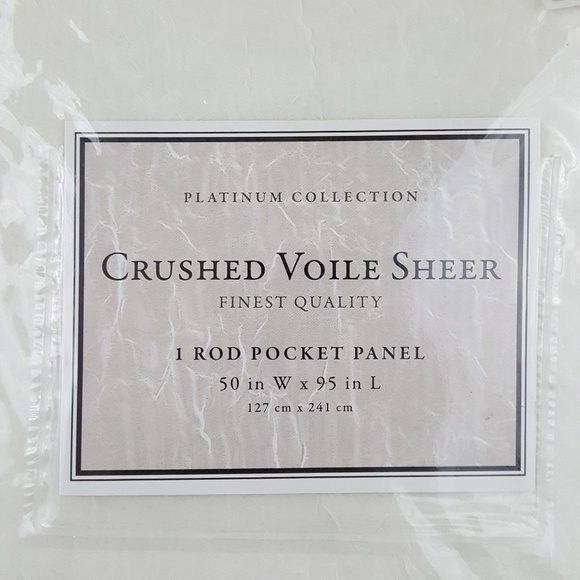 PLATINUM COLLECTION
CRUSHED VOILE SHEER
FINEST QUALITY
1 ROD POCKET PANEL
50 in W x 95 in L
127 cm x 241 cm